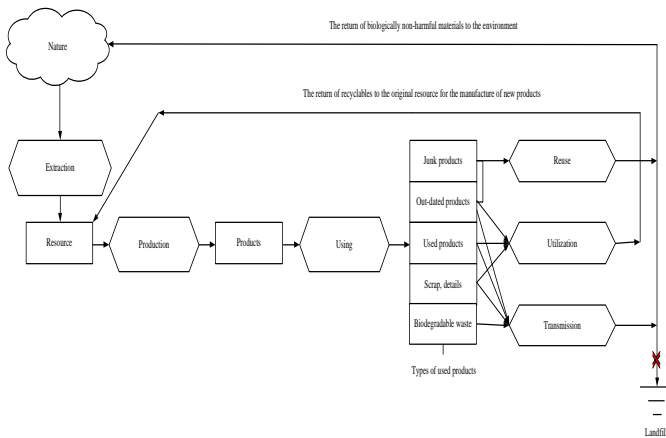 The return of biologically non-harmful materials to the environment
Nature
The return of recyclables to the original resource for the manufacture of new products
Extraction
Junk products
Reuse
Out-dated products
Resource
Production
Products
Using
Used products
Utilization
Scrap, details
Biodegradable waste
Transmission
Types of used products
Landfil